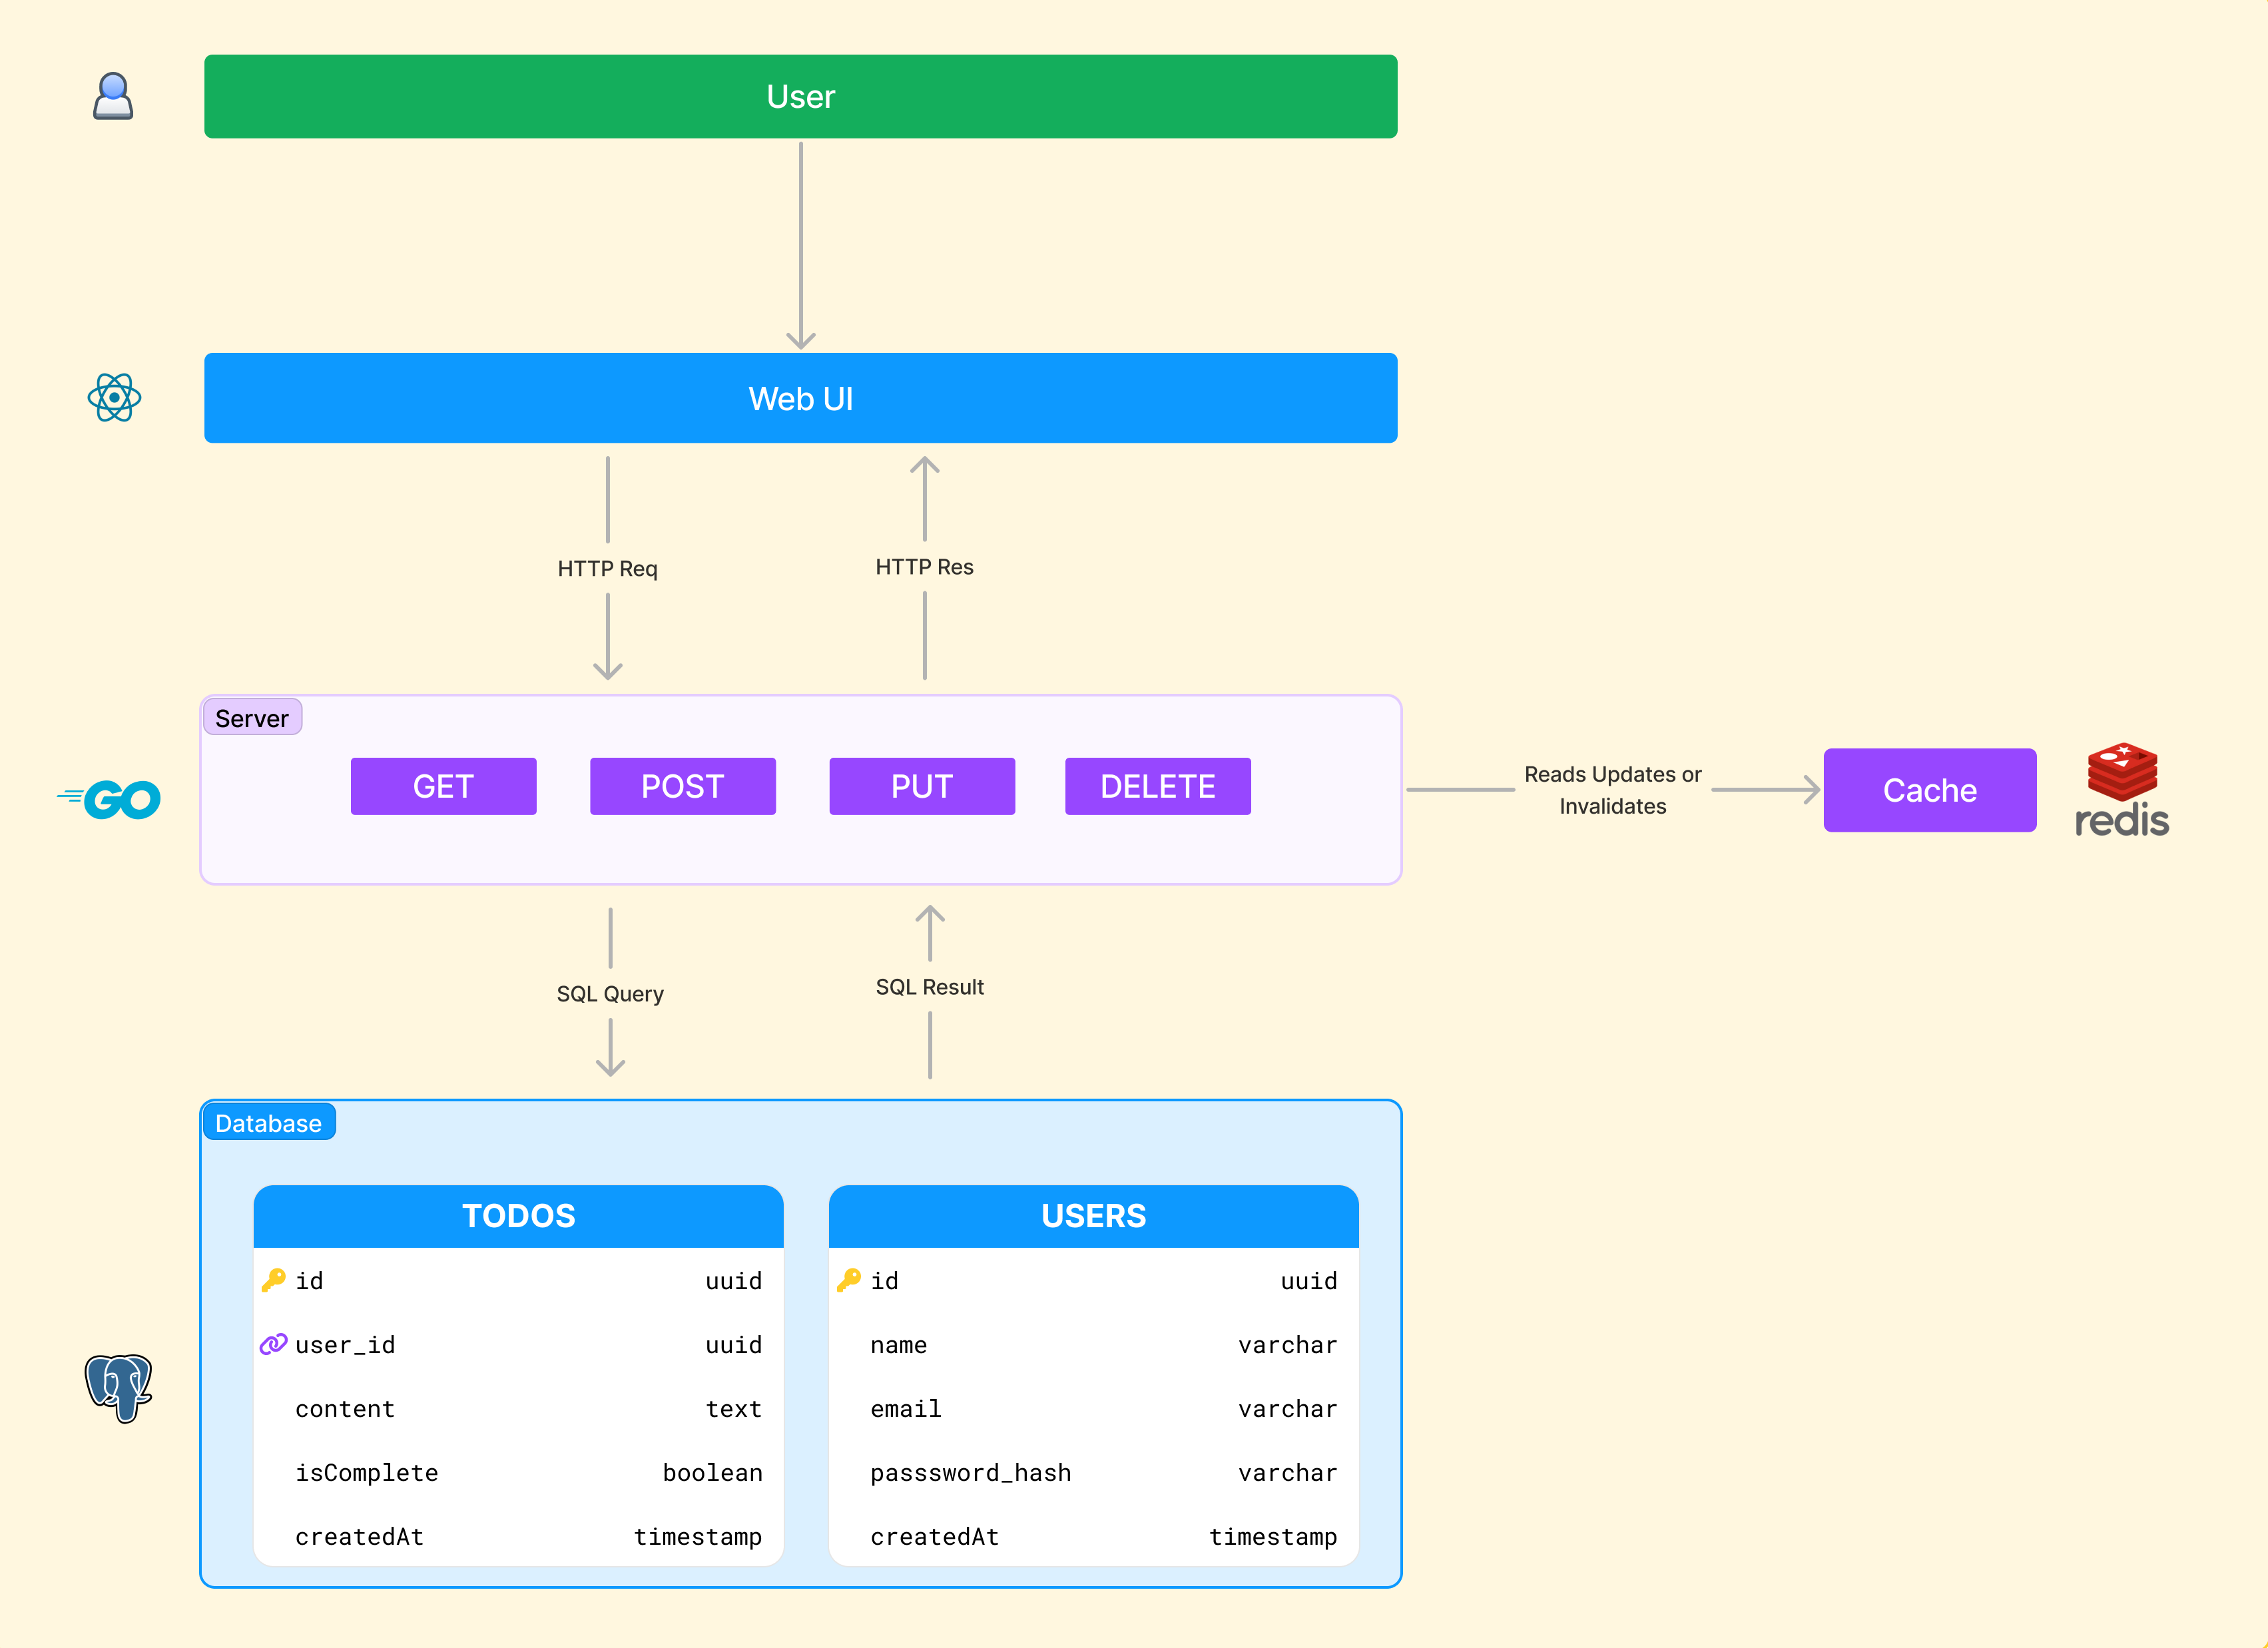 User
Web UI
HTTP Req
HTTP Res
Server
GET
POST
PUT
DELETE
GO
Reads Updates or
Invalidates
Cache
redis
SQL Query
SQL Result
Database
TODOS
id uuid
user_id uuid
content text
isComplete boolean
createdAt timestamp
USERS
id uuid
name varchar
email varchar
passsword_hash varchar
createdAt timestamp